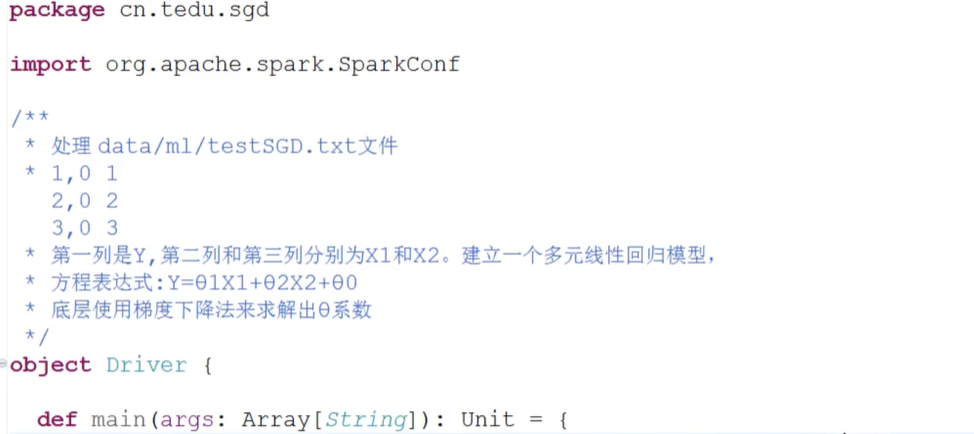 package cn.tedu.sgd
import org.apache.spark.SparkConf
/**
* 处理data/ml/testSGD.txt文件
* 1,0 1
2,0 2
3,0 3
* 第一列是Y,第二列和第三列分别为X1和X2。建立一个多元线性回归模型，
* 方程表达式:Y=θ1X1+θ2X2+θ0
* 底层使用梯度下降法来求解出θ系数
*/
object Driver {
def main(args: Array[String]): Unit = {